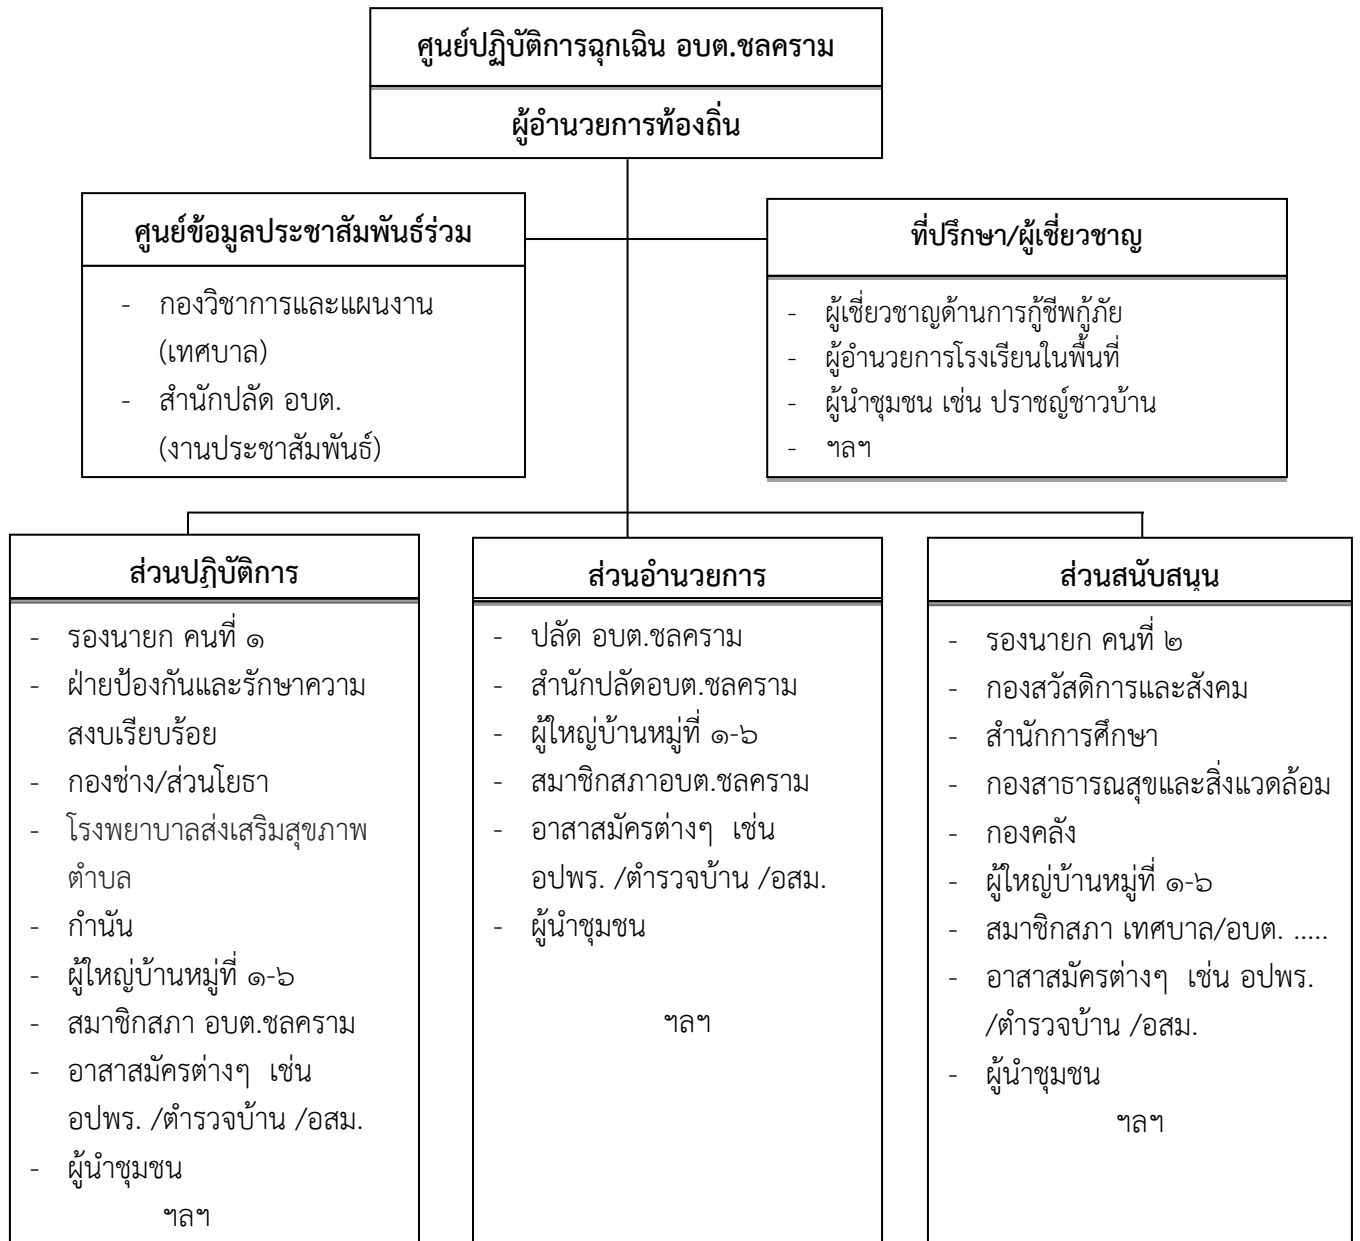 ศูนย์ปฏิบัติการฉุกเฉิน อบต.ชลคราม
ผู้อำนวยการท้องถิ่น
ศูนย์ข้อมูลประชาสัมพันธ์ร่วม
- กองวิชาการและแผนงาน
(เทศบาล)
- สำนักปลัด อบต.
(งานประชาสัมพันธ์)
ที่ปรึกษา/ผู้เชี่ยวชาญ
- ผู้เชี่ยวชาญด้านการกู้ชีพกู้ภัย
- ผู้อำนวยการโรงเรียนในพื้นที่
- ผู้นำชุมชน เช่น ปราชญ์ชาวบ้าน
- ฯลฯ
ส่วนปฏิบัติการ
- รองนายก คนที่ ๑
- ฝ่ายป้องกันและรักษาความ
สงบเรียบร้อย
- กองช่าง/ส่วนโยธา
- โรงพยาบาลส่งเสริมสุขภาพ
ตำบล
- กำนัน
- ผู้ใหญ่บ้านหมู่ที่ ๑-๖
- สมาชิกสภา อบต.ชลคราม
- อาสาสมัครต่างๆ เช่น
อปพร. /ตำรวจบ้าน /อสม.
- ผู้นำชุมชน
ฯลฯ
ส่วนอำนวยการ
- ปลัด อบต.ชลคราม
- สำนักปลัดอบต.ชลคราม
- ผู้ใหญ่บ้านหมู่ที่ ๑-๖
- สมาชิกสภาอบต.ชลคราม
- อาสาสมัครต่างๆ เช่น
อปพร. /ตำรวจบ้าน /อสม.
- ผู้นำชุมชน
ฯลฯ
ส่วนสนับสนุน
- รองนายก คนที่ ๒
- กองสวัสดิการและสังคม
- สำนักการศึกษา
- กองสาธารณสุขและสิ่งแวดล้อม
- กองคลัง
- ผู้ใหญ่บ้านหมู่ที่ ๑-๖
- สมาชิกสภา เทศบาล/อบต. .....
- อาสาสมัครต่างๆ เช่น อปพร.
/ตำรวจบ้าน /อสม.
- ผู้นำชุมชน
ฯลฯ